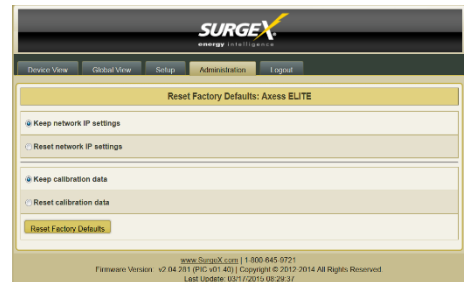 SURGEX
energy intelligence
Device View Global View Setup Administration Logout
Reset Factory Defaults: Axess ELITE
Keep network IP settings
Reset network IP settings
Keep calibration data
Reset calibration data
Reset Factory Defaults
www.SurgeX.com | 1-800-645-9721
Firmware Version v2.04.281 (PIC v01.40) | Copyright © 2012-2014 All Rights Reserved
Last Update: 03/17/2015 08:29:37